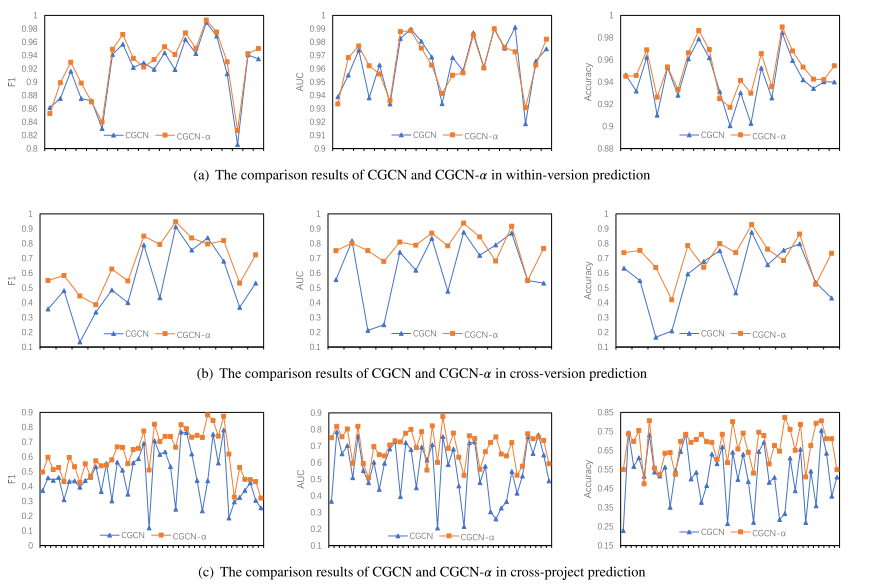 1
0.98
0.96
0.94
0.92
0.9
0.88
0.86
0.84
0.82
0.8
F1
CGCN
CGCN-α
1
0.99
0.98
0.97
0.96
0.95
0.94
0.93
0.92
0.91
0.9
AUC
CGCN
CGCN-α
1
0.98
0.96
0.94
0.92
0.9
0.88
Accuracy
CGCN
CGCN-α
(a) The comparison results of CGCN and CGCN-α in within-version prediction
1
0.9
0.8
0.7
0.6
0.5
0.4
0.3
0.2
0.1
F1
CGCN
CGCN-α
1
0.9
0.8
0.7
0.6
0.5
0.4
0.3
0.2
0.1
AUC
CGCN
CGCN-α
1
0.9
0.8
0.7
0.6
0.5
0.4
0.3
0.2
0.1
Accuracy
CGCN
CGCN-α
(b) The comparison results of CGCN and CGCN-α in cross-version prediction
0.9
0.8
0.7
0.6
0.5
0.4
0.3
0.2
0.1
0
F1
CGCN
CGCN-α
0.9
0.8
0.7
0.6
0.5
0.4
0.3
0.2
0.1
AUC
CGCN
CGCN-α
0.85
0.75
0.65
0.55
0.45
0.35
0.25
0.15
Accuracy
CGCN
CGCN-α
(c) The comparison results of CGCN and CGCN-α in cross-project prediction